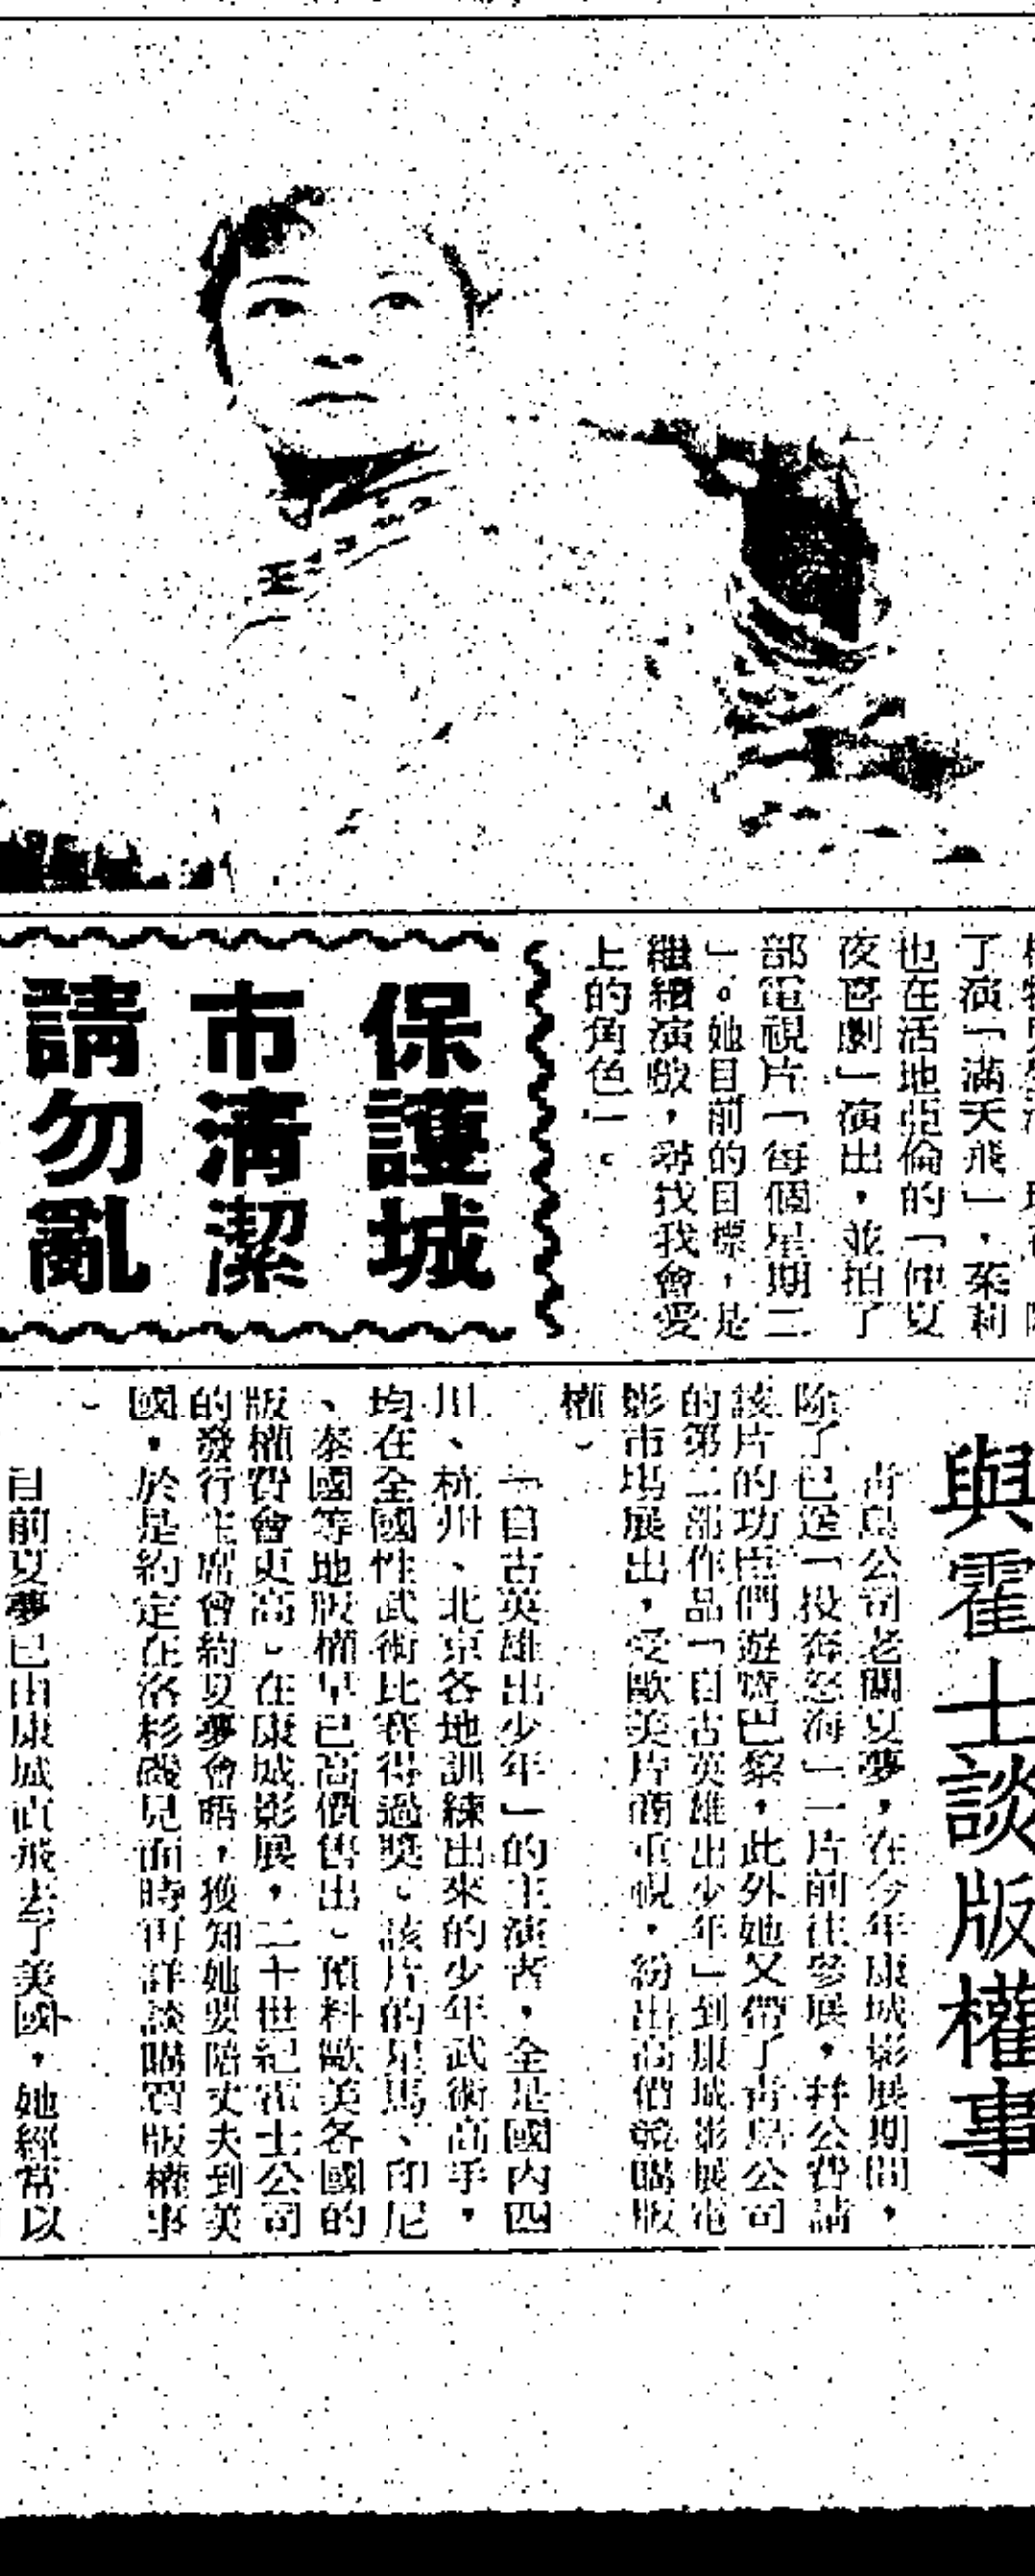 了演「滿天飛」，茱莉
也在活地亞倫的「仲夏
夜喜劇」演出，並拍了
部電視片「每個星期二
」。她目前的目標，是
繼續演戲，尋找我會愛
上的角色」。
保護城
市清潔
請勿亂
與霍士談版權事
青鳥公司老闆夏夢，在今年康城影展期間，
除了已送「投奔怒海」一片前往參展，并公費請
該片的功臣們遊覽巴黎，此外她又帶了青鳥公司
的第二部作品「自古英雄出少年」到康城影展電
影市場展出，受歐美片商重視，紛出高價競購版
權。
「自古英雄出少年」的主演者，全是國內四
川、杭州、北京各地訓練出來的少年武術高手，
均在全國性武術比賽得過獎。該片的星馬、印尼
、泰國等地版權早已高價售出。預料歐美各國的
版權費會更高。在康城影展，二十世紀霍士公司
的發行主席會約夏夢會晤，獲知她要陪丈夫到美
國，於是約定在洛杉磯見面時再詳談購買版權事
。
目前夏夢已由康城直飛去了美國，她經常以